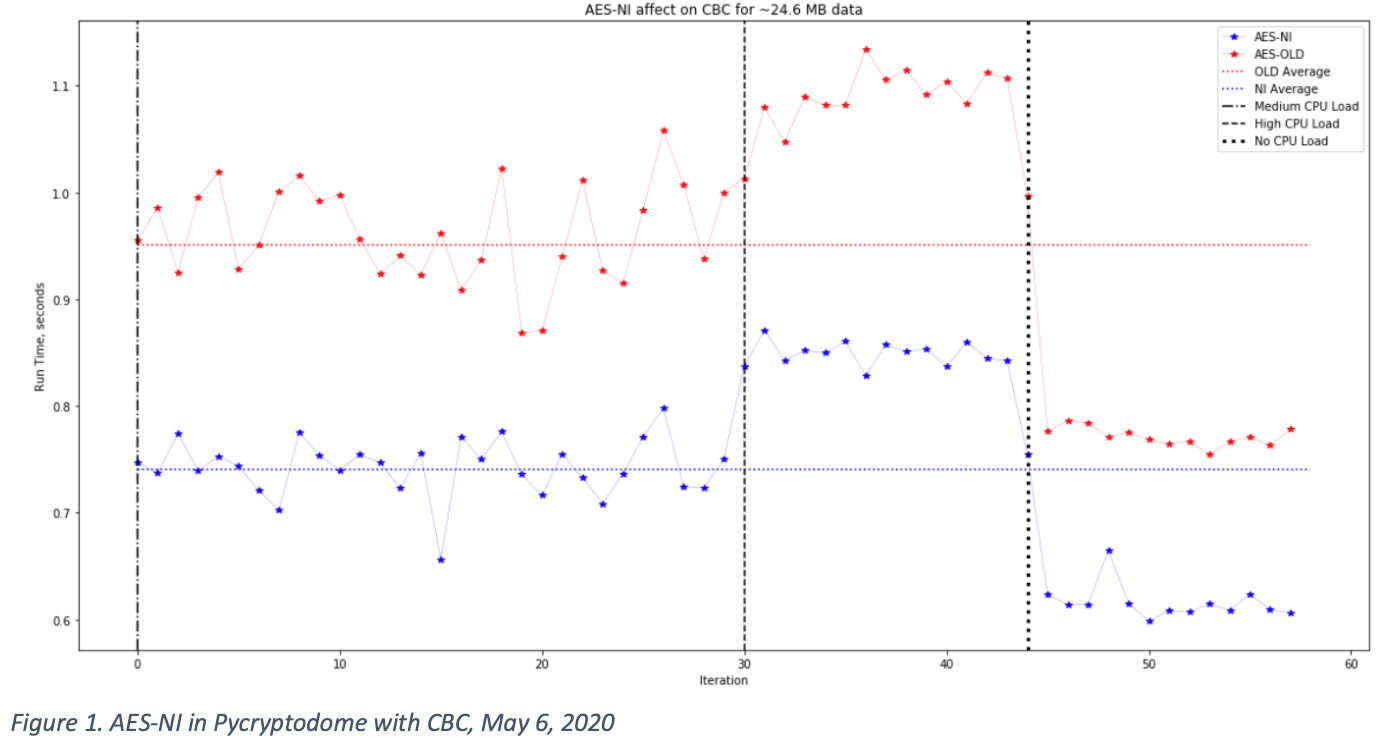 AES-NI affect on CBC for ~24.6 MB data
AES-NI
AES-OLD
OLD Average
NI Average
Medium CPU Load
High CPU Load
No CPU Load
Run Time, seconds
1.1
1.0
0.9
0.8
0.7
0.6
0
10
20
30
40
50
60
Iteration
Figure 1. AES-NI in Pycryptodome with CBC, May 6, 2020